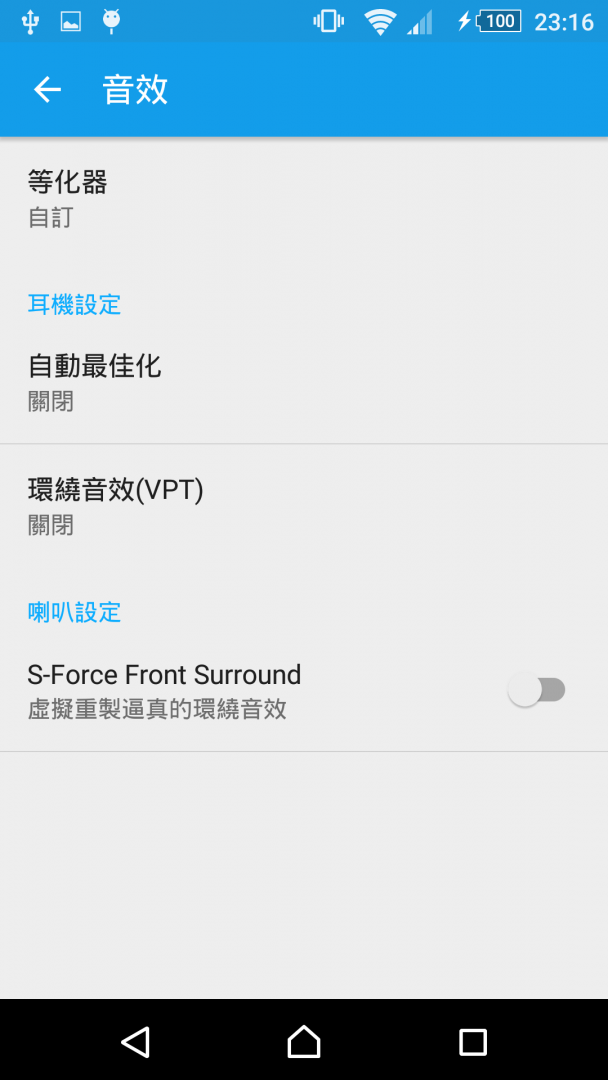 100 23:16
音效
等化器
自訂
耳機設定
自動最佳化
關閉
環繞音效(VPT)
關閉
喇叭設定
S-Force Front Surround
虛擬重製逼真的環繞音效